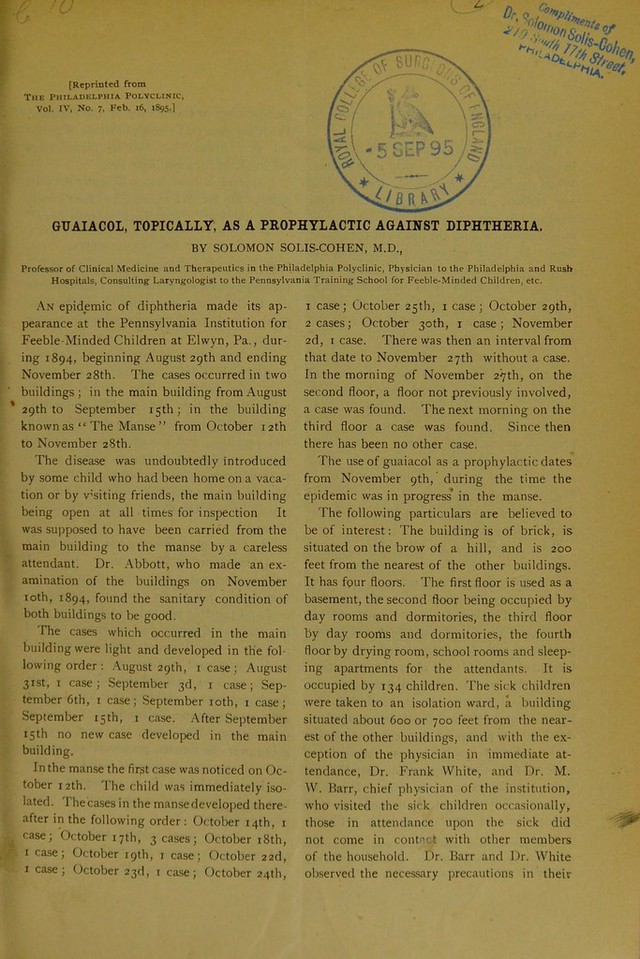 Compliments of
Dr. Solomon Solis-Cohen,
219 South 17th Street,
PHILADELPHIA.
[Reprinted from
THE PHILADELPHIA POLYCLINIC,
Vol. IV, No. 7, Feb. 16, 1895.]
ROYAL COLLEGE OF SURGEONS OF ENGLAND
- 5 SEP 95
* LIBRARY *
GUAIACOL, TOPICALLY, AS A PROPHYLACTIC AGAINST DIPHTHERIA.
BY SOLOMON SOLIS-COHEN, M.D.,
Professor of Clinical Medicine and Therapeutics in the Philadelphia Polyclinic, Physician to the Philadelphia and Rush
Hospitals, Consulting Laryngologist to the Pennsylvania Training School for Feeble-Minded Children, etc.
AN epidemic of diphtheria made its ap-
pearance at the Pennsylvania Institution for
Feeble-Minded Children at Elwyn, Pa., dur-
ing 1894, beginning August 29th and ending
November 28th. The cases occurred in two
buildings; in the main building from August
29th to September 15th; in the building
known as “The Manse” from October 12th
to November 28th.
The disease was undoubtedly introduced
by some child who had been home on a vaca-
tion or by visiting friends, the main building
being open at all times for inspection It
was supposed to have been carried from the
main building to the manse by a careless
attendant. Dr. Abbott, who made an ex-
amination of the buildings on November
10th, 1894, found the sanitary condition of
both buildings to be good.
The cases which occurred in the main
building were light and developed in the fol-
lowing order: August 29th, 1 case; August
31st, 1 case; September 3d, 1 case; Sep-
tember 6th, 1 case; September 10th, 1 case;
September 15th, 1 case. After September
15th no new case developed in the main
building.
In the manse the first case was noticed on Oc-
tober 12th. The child was immediately iso-
lated. The cases in the manse developed there-
after in the following order: October 14th, 1
case; October 17th, 3 cases; October 18th,
1 case; October 19th, 1 case; October 22d,
1 case; October 23d, 1 case; October 24th,
1 case; October 25th, 1 case; October 29th,
2 cases; October 30th, 1 case; November
2d, 1 case. There was then an interval from
that date to November 27th without a case.
In the morning of November 27th, on the
second floor, a floor not previously involved,
a case was found. The next morning on the
third floor a case was found. Since then
there has been no other case.
The use of guaiacol as a prophylactic dates
from November 9th, during the time the
epidemic was in progress in the manse.
The following particulars are believed to
be of interest: The building is of brick, is
situated on the brow of a hill, and is 200
feet from the nearest of the other buildings.
It has four floors. The first floor is used as a
basement, the second floor being occupied by
day rooms and dormitories, the third floor
by day rooms and dormitories, the fourth
floor by drying room, school rooms and sleep-
ing apartments for the attendants. It is
occupied by 134 children. The sick children
were taken to an isolation ward, a building
situated about 600 or 700 feet from the near-
est of the other buildings, and with the ex-
ception of the physician in immediate at-
tendance, Dr. Frank White, and Dr. M.
W. Barr, chief physician of the institution,
who visited the sick children occasionally,
those in attendance upon the sick did
not come in contact with other members
of the household. Dr. Barr and Dr. White
observed the necessary precautions in their